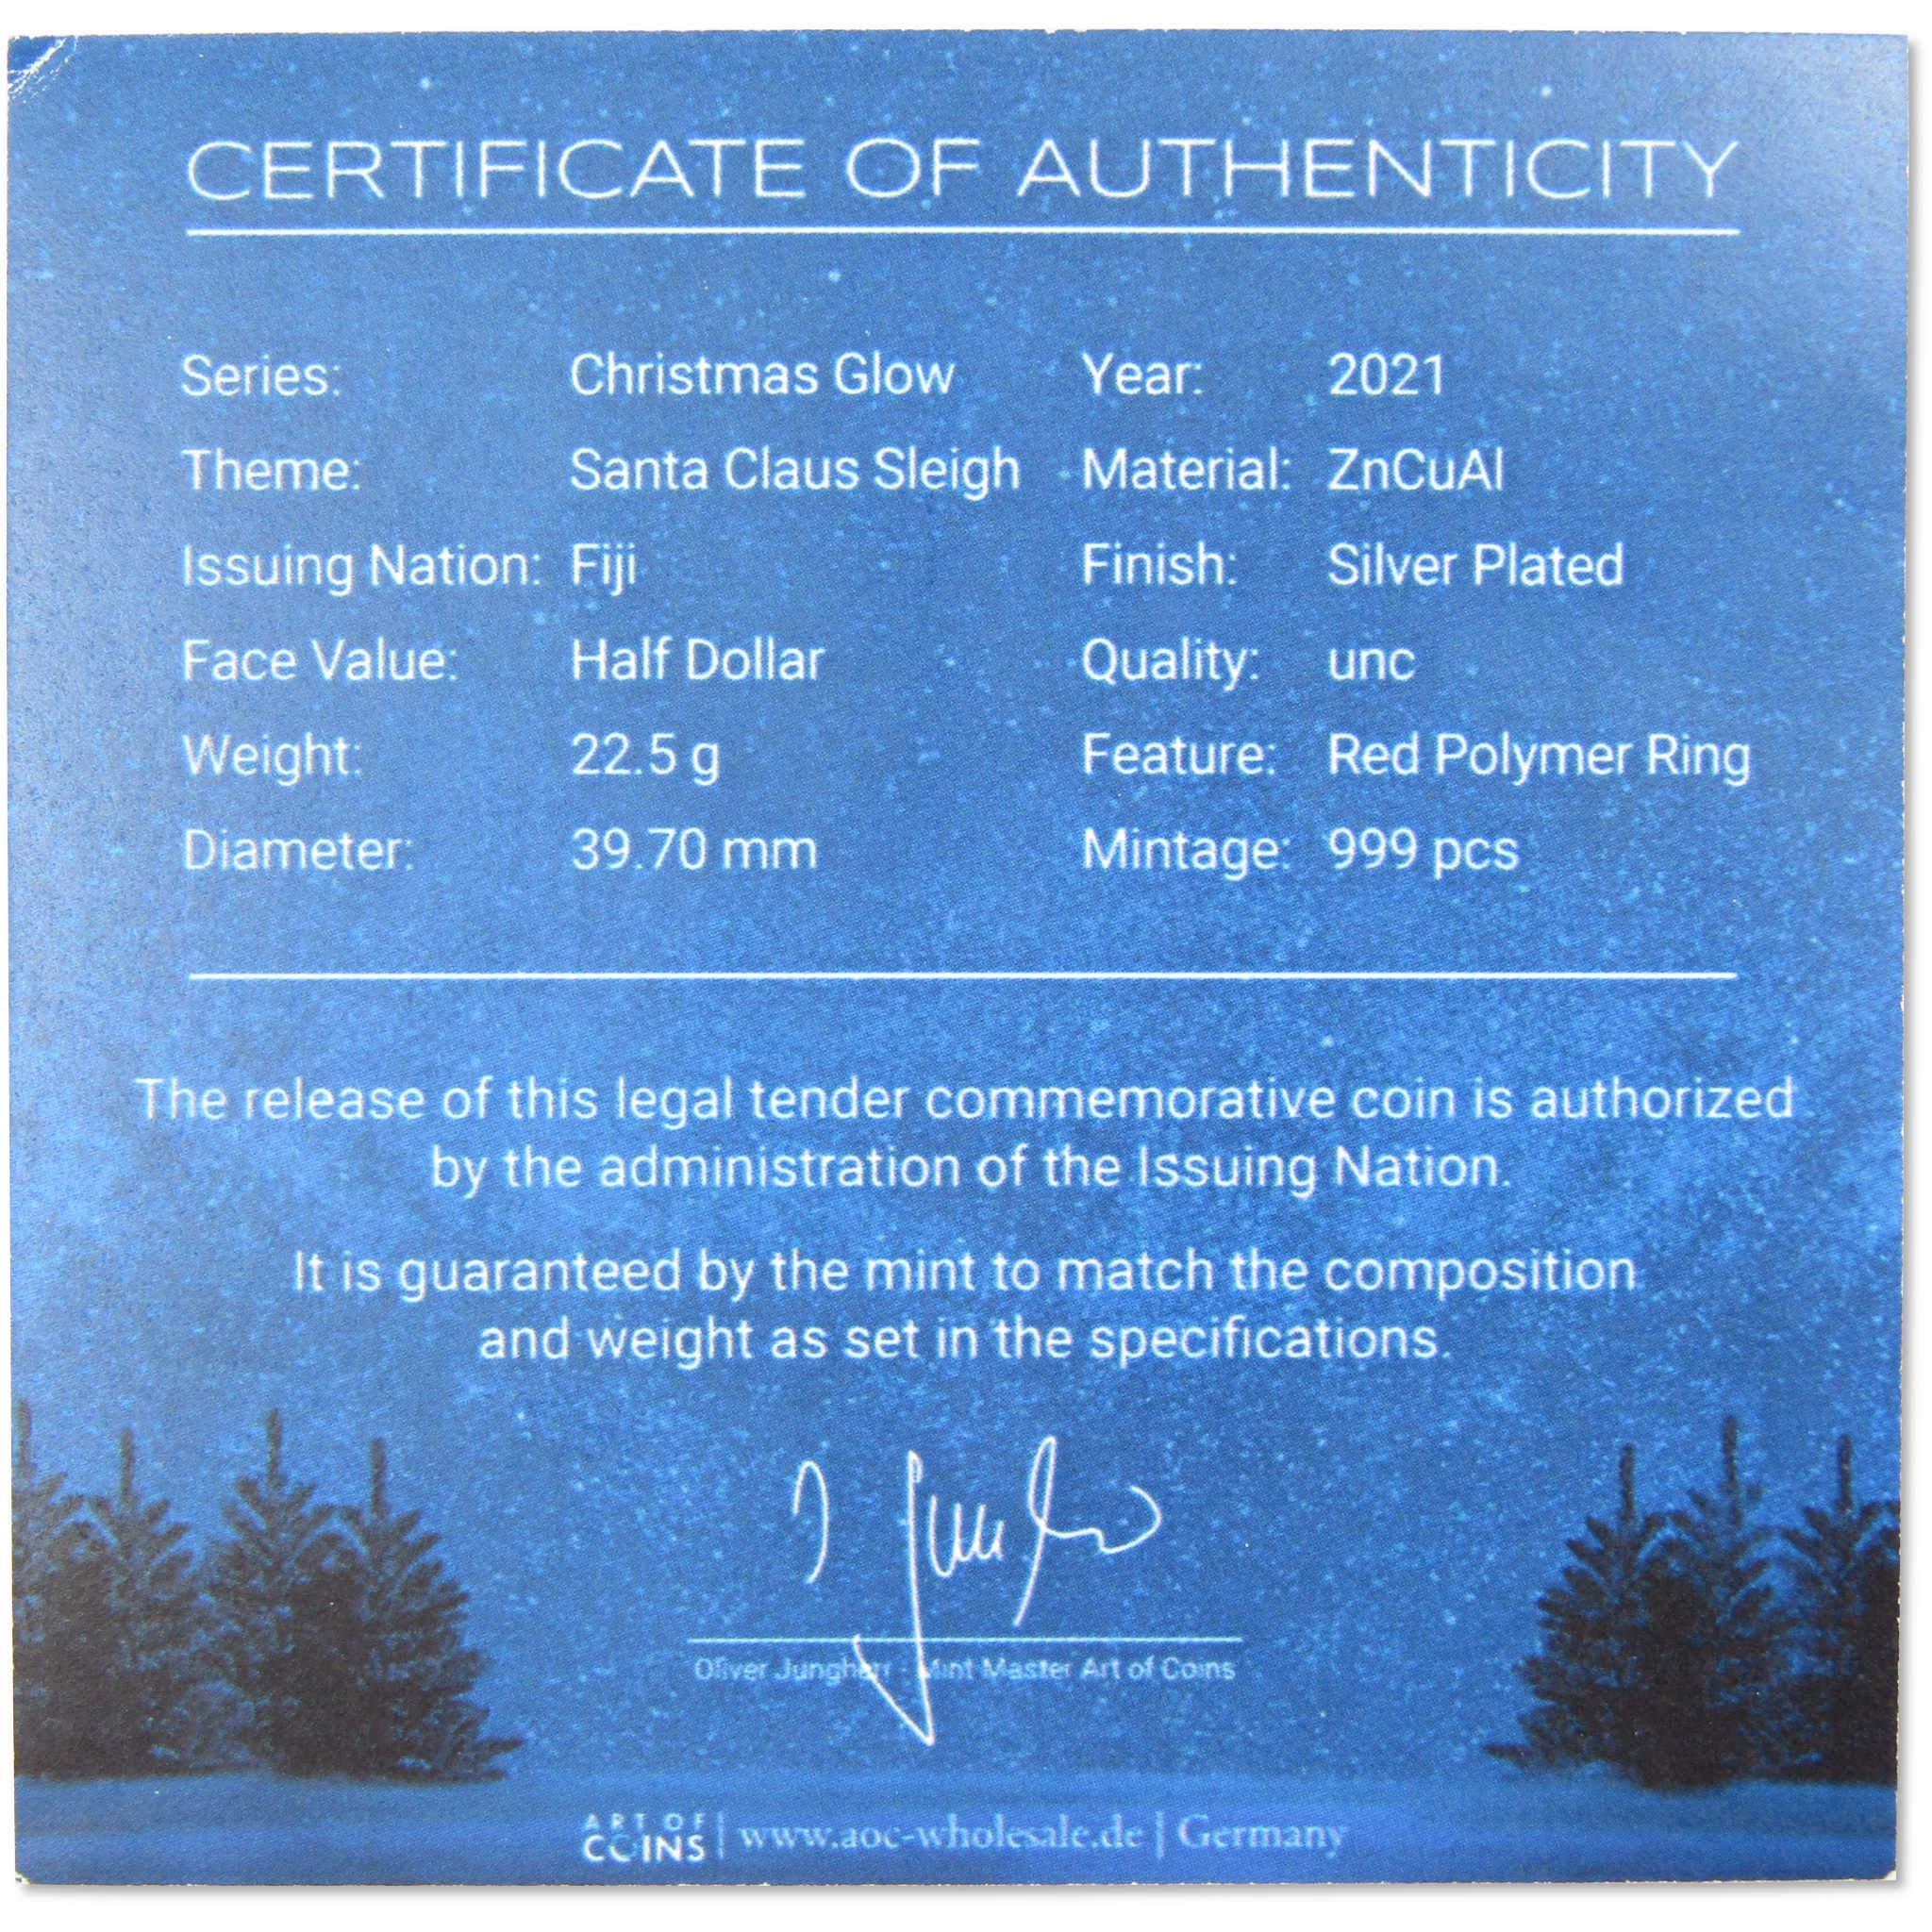 CERTIFICATE OF AUTHENTICITY
Series: Christmas Glow Year: 2021
Theme: Santa Claus Sleigh Material: ZnCuAl
Issuing Nation: Fiji Finish: Silver Plated
Face Value: Half Dollar Quality: unc
Weight: 22.5 g Feature: Red Polymer Ring
Diameter: 39.70 mm Mintage: 999 pcs
The release of this legal tender commemorative coin is authorized
by the administration of the Issuing Nation.
It is guaranteed by the mint to match the composition
and weight as set in the specifications.
Oliver Jungherr - Mint Master Art of Coins
ART OF
COINS | www.aoc-wholesale.de | Germany